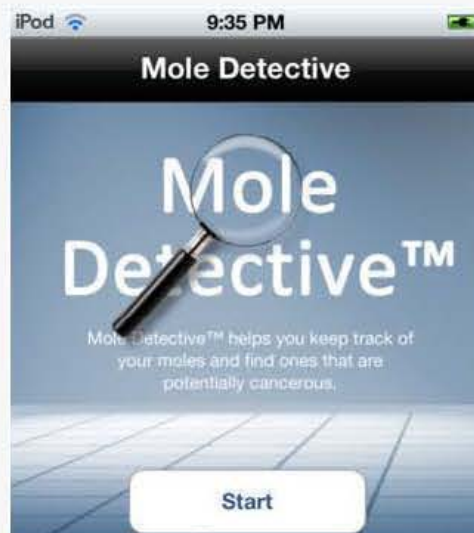 iPod 9:35 PM
Mole Detective
Mole
Detective™
Mole Detective™ helps you keep track of
your moles and find ones that are
potentially cancerous.
Start